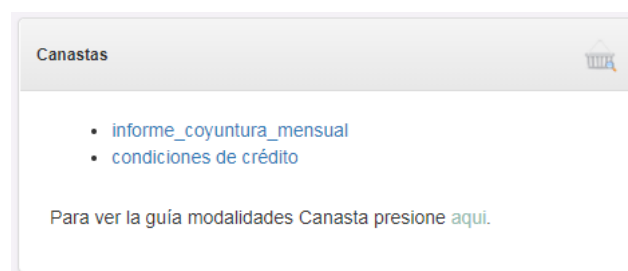 Canastas
informe_coyuntura_mensual
condiciones de crédito
Para ver la guía modalidades Canasta presione aqui.